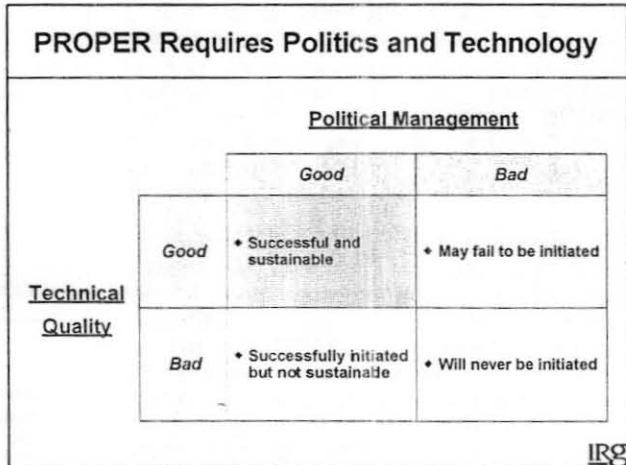 PROPER Requires Politics and Technology
Political Management
Good Bad
Good
◆ Successful and
sustainable
◆ May fail to be initiated
Technical
Quality
Bad
◆ Successfully initiated
but not sustainable
◆ Will never be initiated
IRg